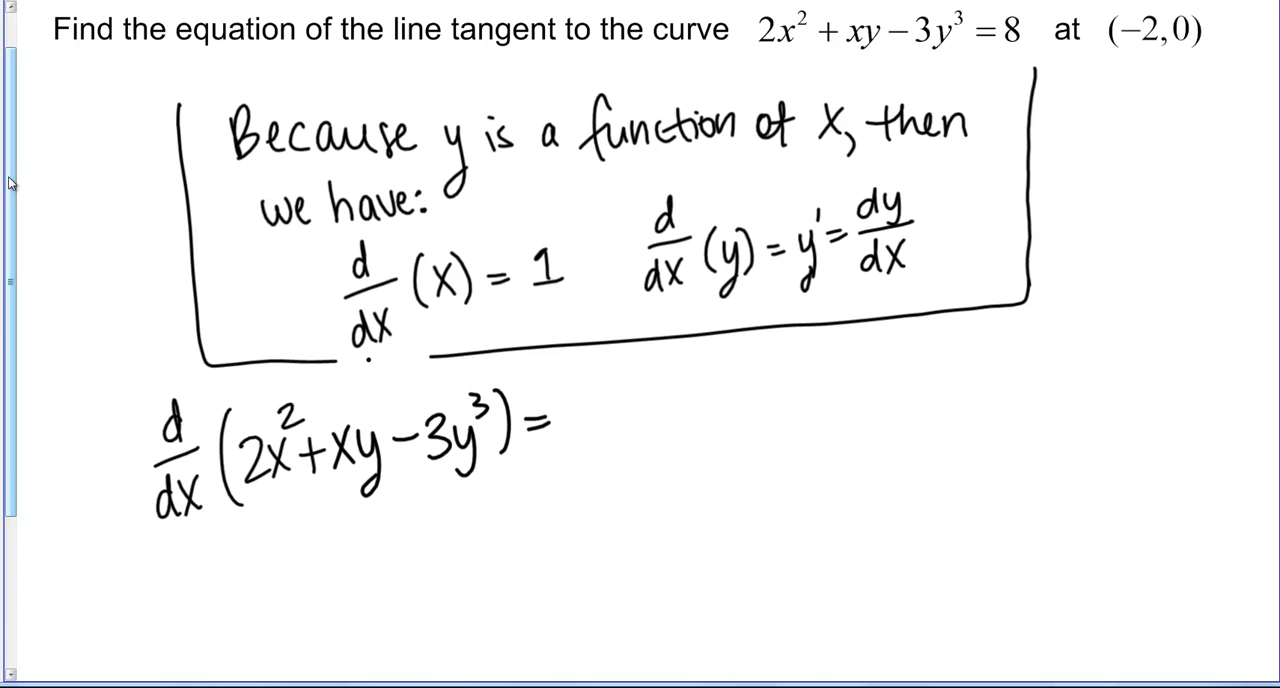 Find the equation of the line tangent to the curve 2x² + xy − 3y³ = 8 at (−2,0)
Because y is a function of x, then
we have:
d/dx (x) = 1 d/dx (y) = y' = dy/dx
d/dx (2x² + xy − 3y³) =